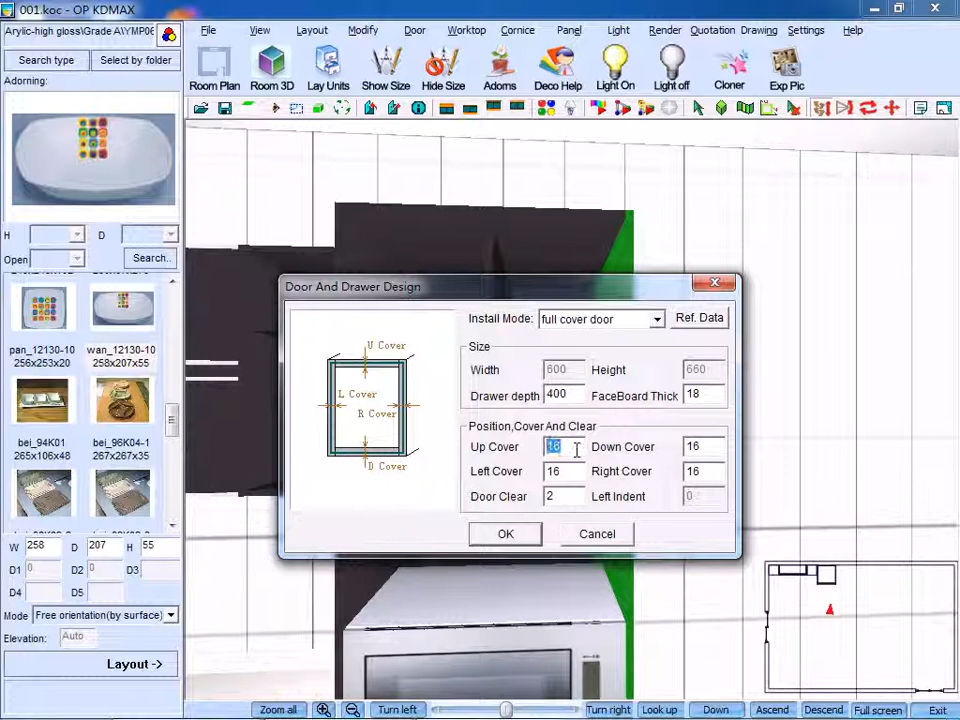 001.koc - OP KDMAX
Arylic-high gloss\Grade A\YMP06
File View Layout Modify Door Worktop Cornice Panel Light Render Quotation Drawing Settings Help
Search type
Select by folder
Room Plan Room 3D Lay Units Show Size Hide Size Adorns Deco Help Light On Light off Cloner Exp Pic
Adorning:
H
D
Open
Search..
pan_12130-10
256x253x20
wan_12130-10
258x207x55
bei_94K01
265x106x48
bei_96K04-1
267x267x35
W 258 D 207 H 55
D1 0 D2 0 D3
D4 D5
Mode Free orientation(by surface)
Elevation: Auto
Layout ->
Door And Drawer Design
U Cover
L Cover
R Cover
D Cover
Install Mode: full cover door Ref. Data
Size
Width 600 Height 660
Drawer depth 400 FaceBoard Thick 18
Position,Cover And Clear
Up Cover 16 Down Cover 16
Left Cover 16 Right Cover 16
Door Clear 2 Left Indent 0
OK Cancel
Zoom all Turn left Turn right Look up Down Ascend Descend Full screen Exit